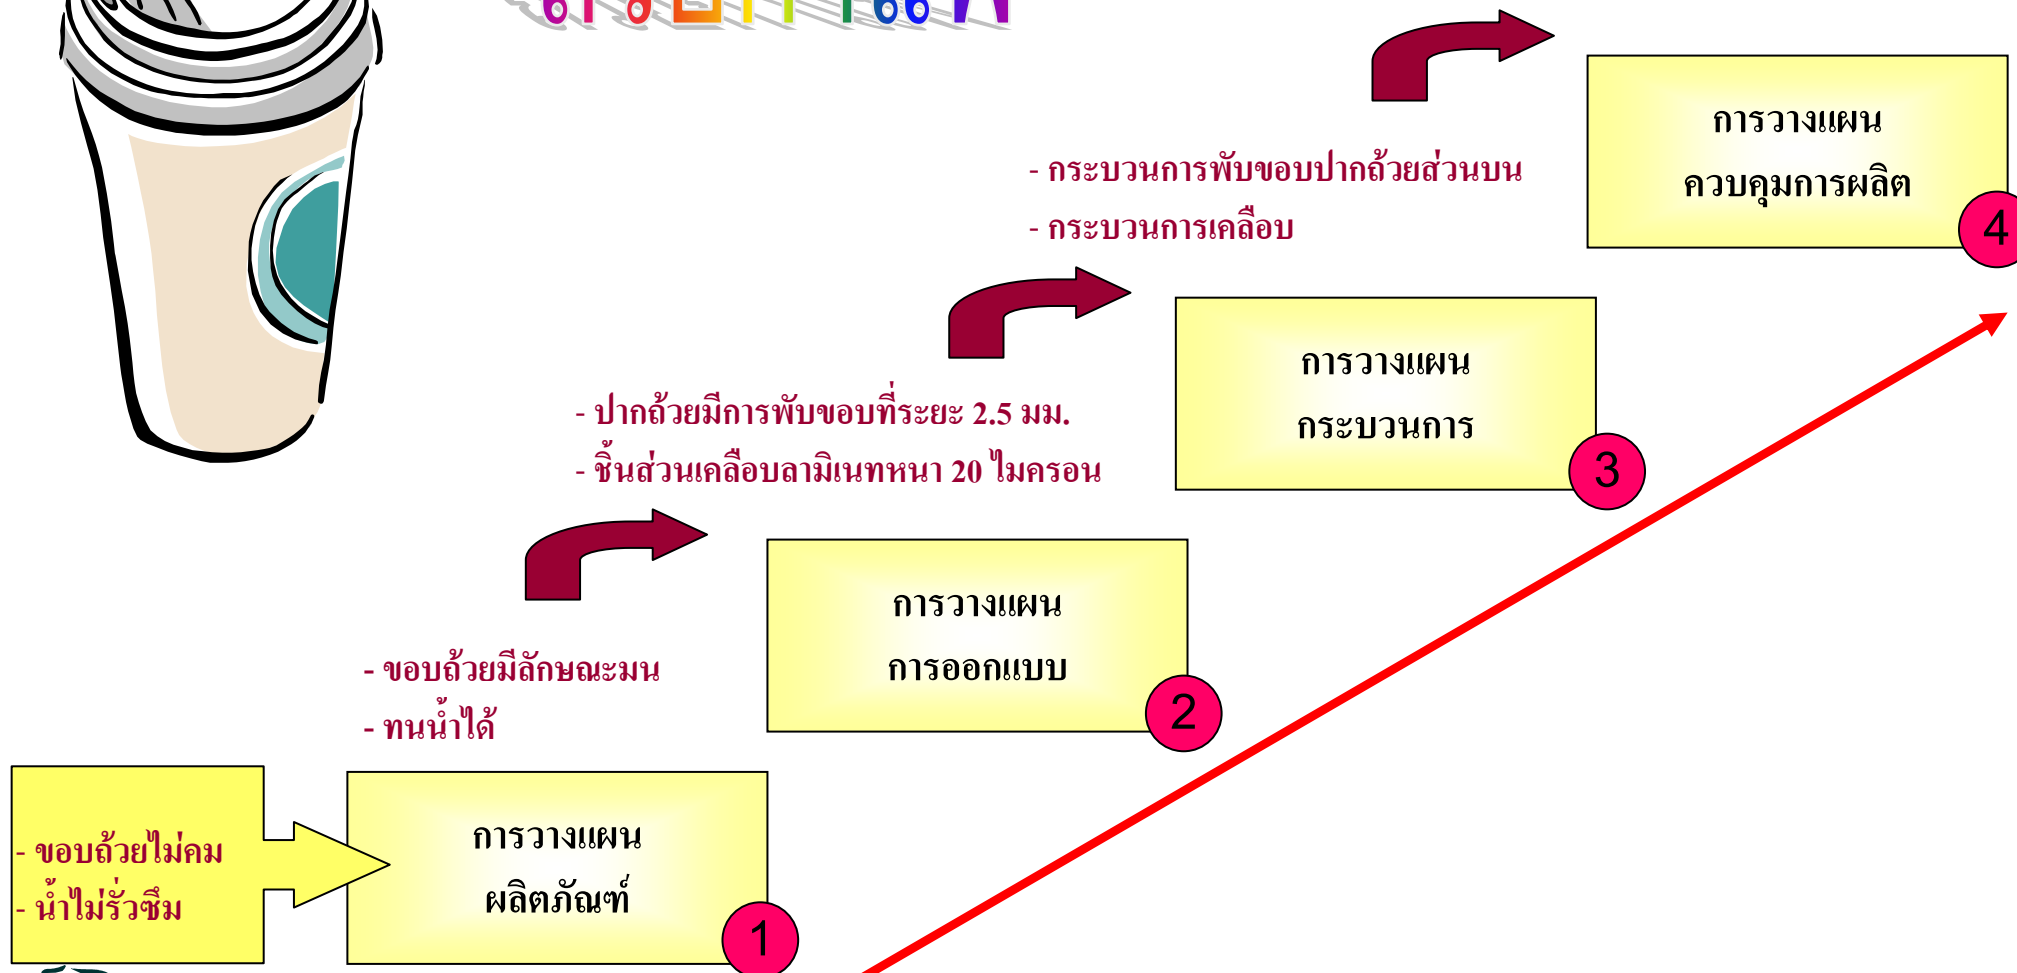 การวางแผน
ควบคุมการผลิต
4
- กระบวนการพับขอบปากถ้วยส่วนบน
- กระบวนการเคลือบ
การวางแผน
กระบวนการ
3
- ปากถ้วยมีการพับขอบที่ระยะ 2.5 มม.
- ชิ้นส่วนเคลือบลามิเนทหนา 20 ไมครอน
การวางแผน
การออกแบบ
2
- ขอบถ้วยมีลักษณะมน
- ทนน้ำได้
การวางแผน
ผลิตภัณฑ์
1
- ขอบถ้วยไม่คม
- น้ำไม่รั่วซึม